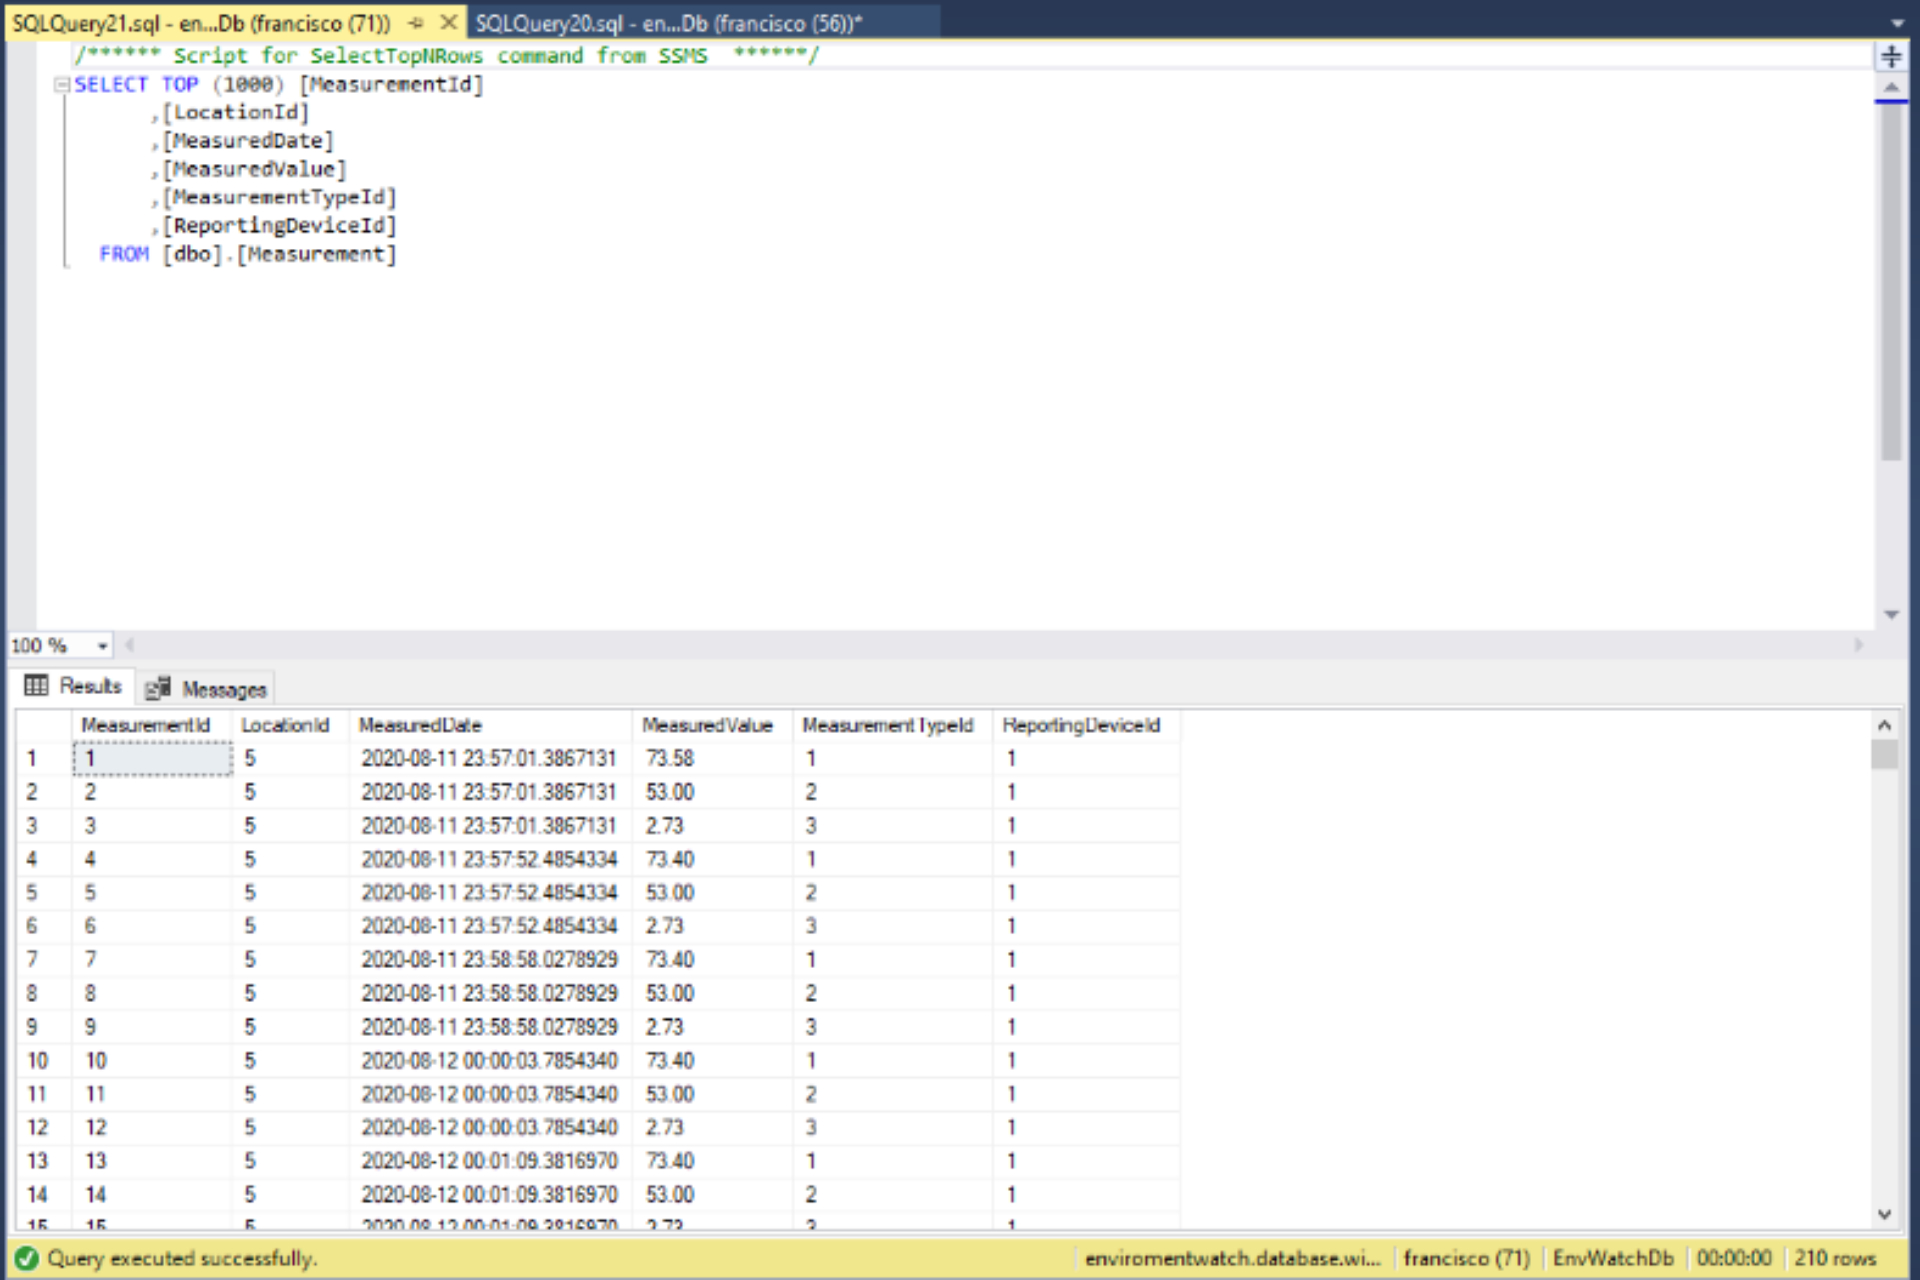 SQLQuery21.sql - en...Db (francisco (71)) SQLQuery20.sql - en...Db (francisco (56))*
/****** Script for SelectTopNRows command from SSMS ******/
SELECT TOP (1000) [MeasurementId]
,[LocationId]
,[MeasuredDate]
,[MeasuredValue]
,[MeasurementTypeId]
,[ReportingDeviceId]
FROM [dbo].[Measurement]
100 %
Results Messages
MeasurementId LocationId MeasuredDate MeasuredValue MeasurementTypeId ReportingDeviceId
1 1 5 2020-08-11 23:57:01.3867131 73.58 1 1
2 2 5 2020-08-11 23:57:01.3867131 53.00 2 1
3 3 5 2020-08-11 23:57:01.3867131 2.73 3 1
4 4 5 2020-08-11 23:57:52.4854334 73.40 1 1
5 5 5 2020-08-11 23:57:52.4854334 53.00 2 1
6 6 5 2020-08-11 23:57:52.4854334 2.73 3 1
7 7 5 2020-08-11 23:58:58.0278929 73.40 1 1
8 8 5 2020-08-11 23:58:58.0278929 53.00 2 1
9 9 5 2020-08-11 23:58:58.0278929 2.73 3 1
10 10 5 2020-08-12 00:00:03.7854340 73.40 1 1
11 11 5 2020-08-12 00:00:03.7854340 53.00 2 1
12 12 5 2020-08-12 00:00:03.7854340 2.73 3 1
13 13 5 2020-08-12 00:01:09.3816970 73.40 1 1
14 14 5 2020-08-12 00:01:09.3816970 53.00 2 1
15 15 5 2020-08-12 00:01:09.3816970 2.73 3 1
Query executed successfully. enviromentwatch.database.wi... francisco (71) EnvWatchDb 00:00:00 210 rows